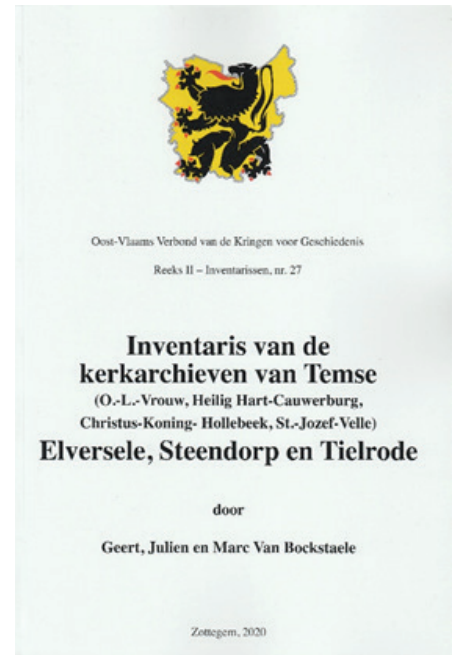 Oost-Vlaams Verbond van de Kringen voor Geschiedenis
Reeks II – Inventarissen, nr. 27
Inventaris van de
kerkarchieven van Temse
(O.-L.-Vrouw, Heilig Hart-Cauwerburg,
Christus-Koning- Hollebeek, St.-Jozef-Velle)
Elversele, Steendorp en Tielrode
door
Geert, Julien en Marc Van Bockstaele
Zottegem, 2020